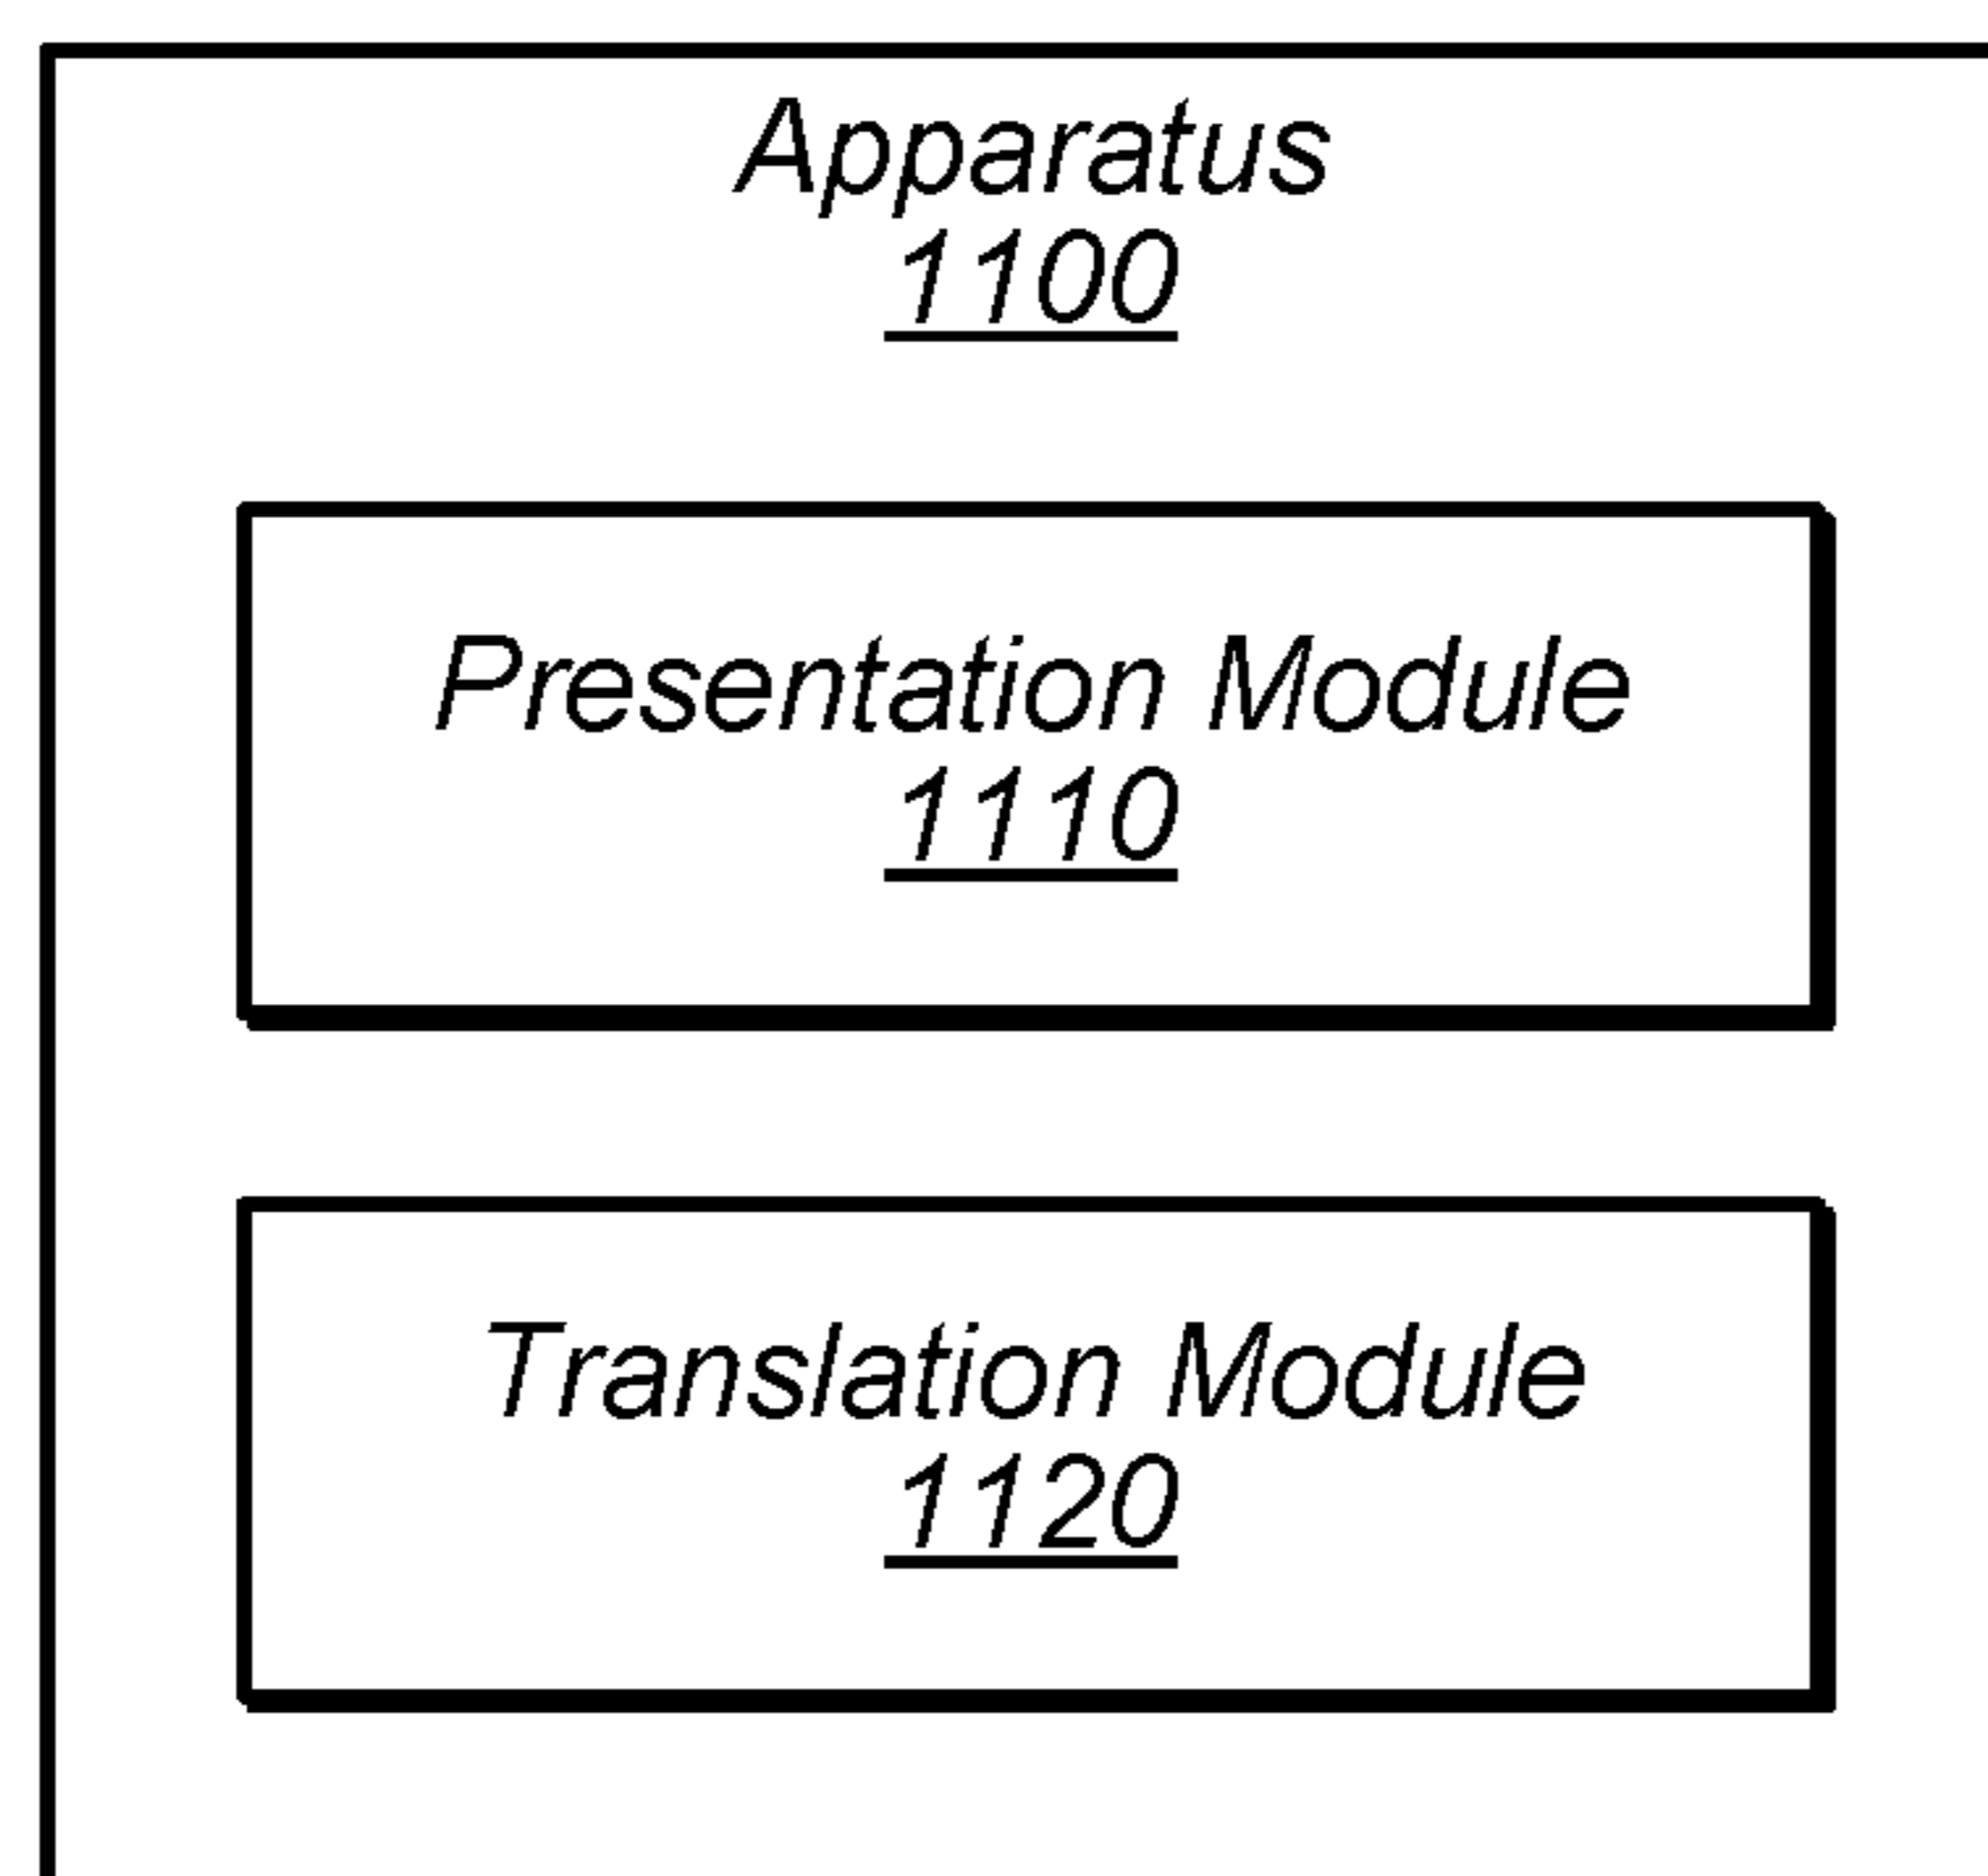 Apparatus
1100
Presentation Module
1110
Translation Module
1120